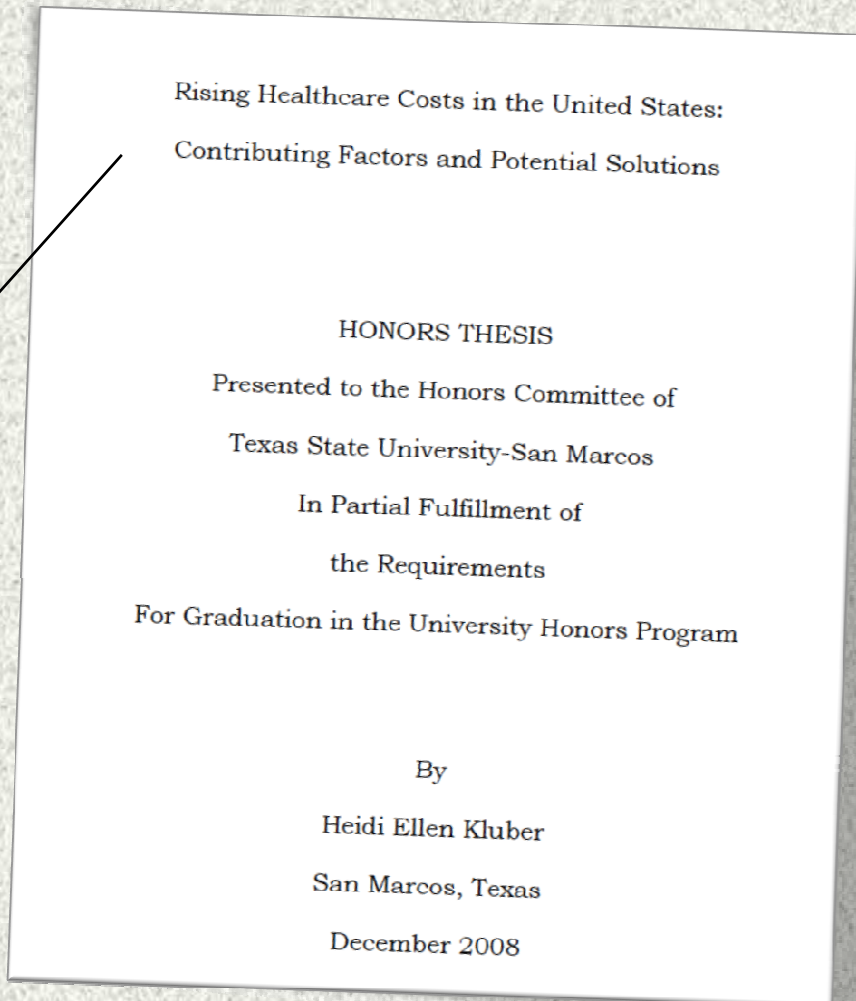 Rising Healthcare Costs in the United States:
Contributing Factors and Potential Solutions
HONORS THESIS
Presented to the Honors Committee of
Texas State University-San Marcos
In Partial Fulfillment of
the Requirements
For Graduation in the University Honors Program
By
Heidi Ellen Kluber
San Marcos, Texas
December 2008